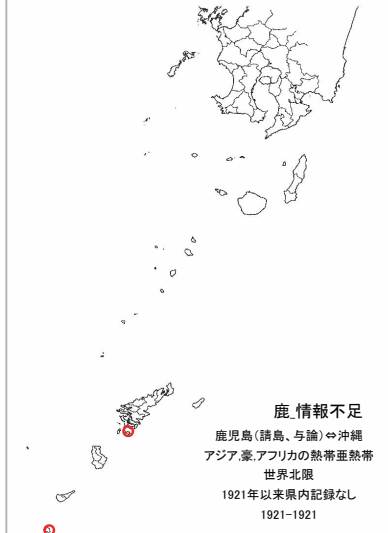 鹿_情報不足
鹿児島(請島、与論)⇔沖縄
アジア,豪,アフリカの熱帯亜熱帯
世界北限
1921年以来県内記録なし
1921-1921